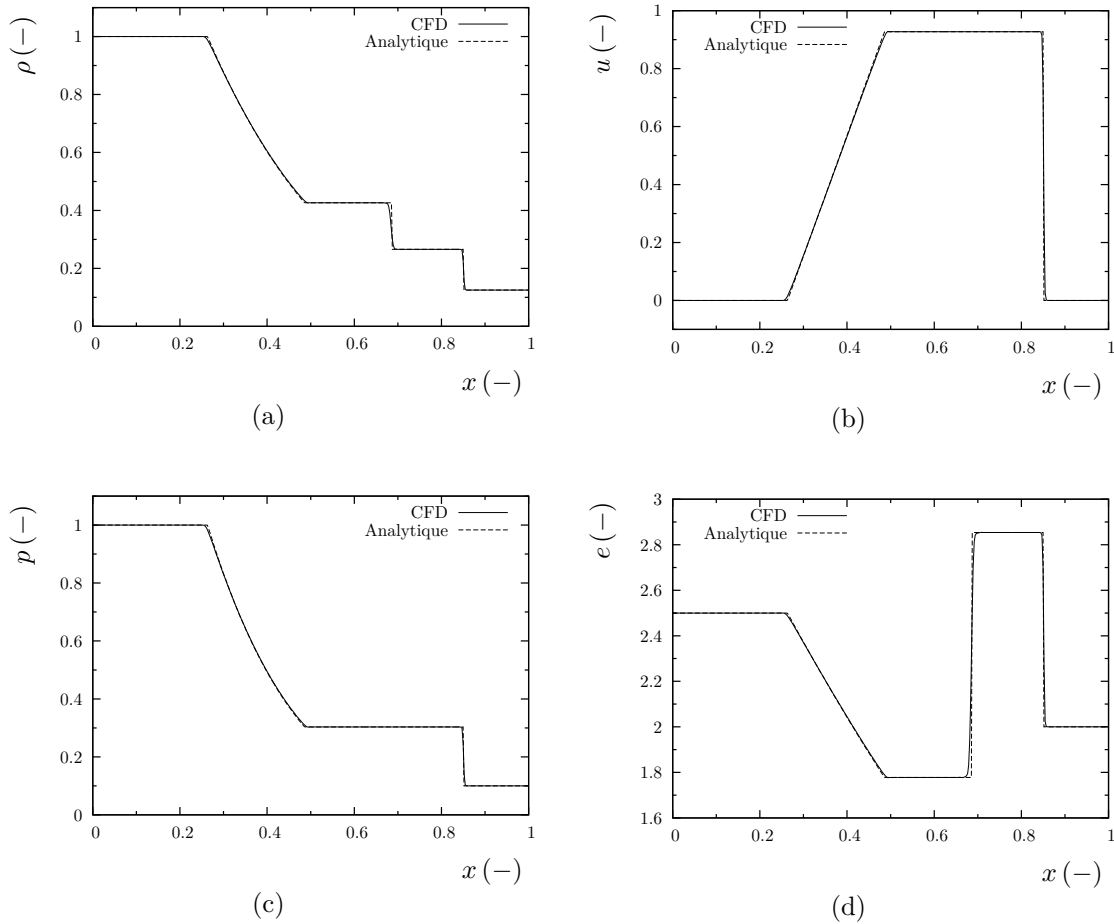 ρ (−)
CFD
Analytique
1
0.8
0.6
0.4
0.2
0
0 0.2 0.4 0.6 0.8 1
x (−)
(a)
u (−)
CFD
Analytique
1
0.8
0.6
0.4
0.2
0
0 0.2 0.4 0.6 0.8 1
x (−)
(b)
p (−)
CFD
Analytique
1
0.8
0.6
0.4
0.2
0
0 0.2 0.4 0.6 0.8 1
x (−)
(c)
e (−)
CFD
Analytique
3
2.8
2.6
2.4
2.2
2
1.8
1.6
0 0.2 0.4 0.6 0.8 1
x (−)
(d)